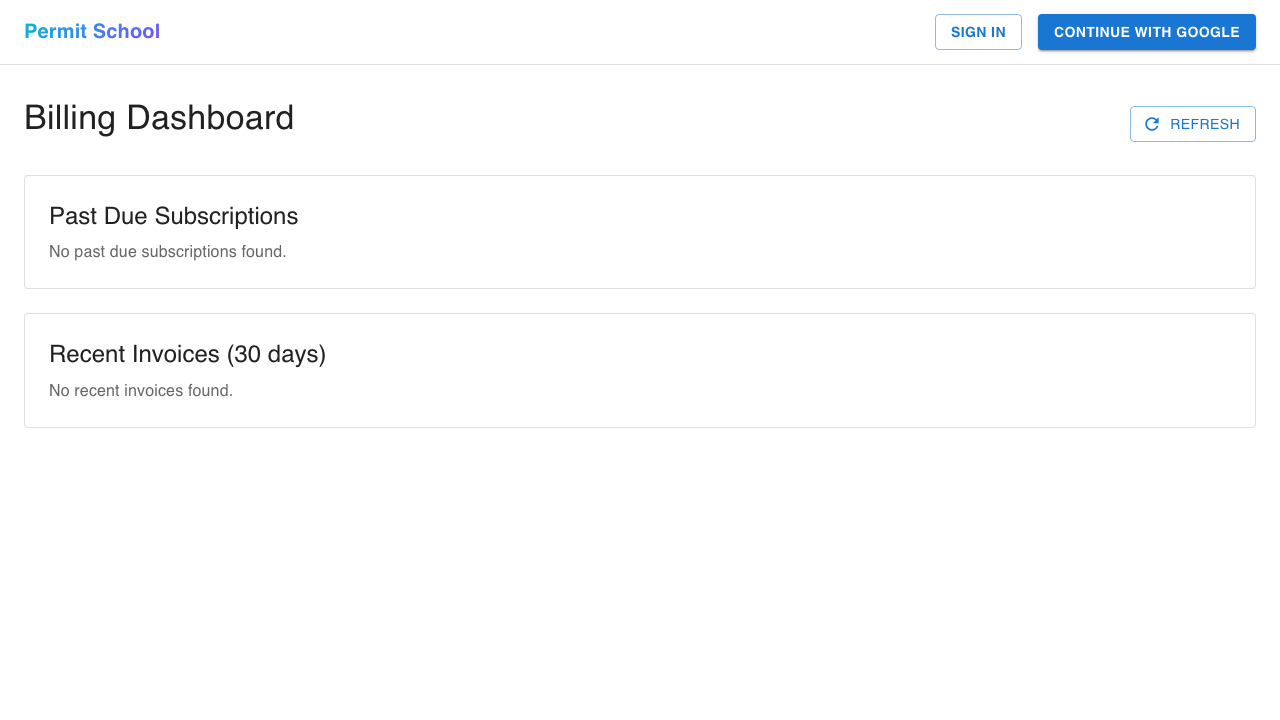 Permit School
SIGN IN
CONTINUE WITH GOOGLE
Billing Dashboard
REFRESH
Past Due Subscriptions
No past due subscriptions found.
Recent Invoices (30 days)
No recent invoices found.